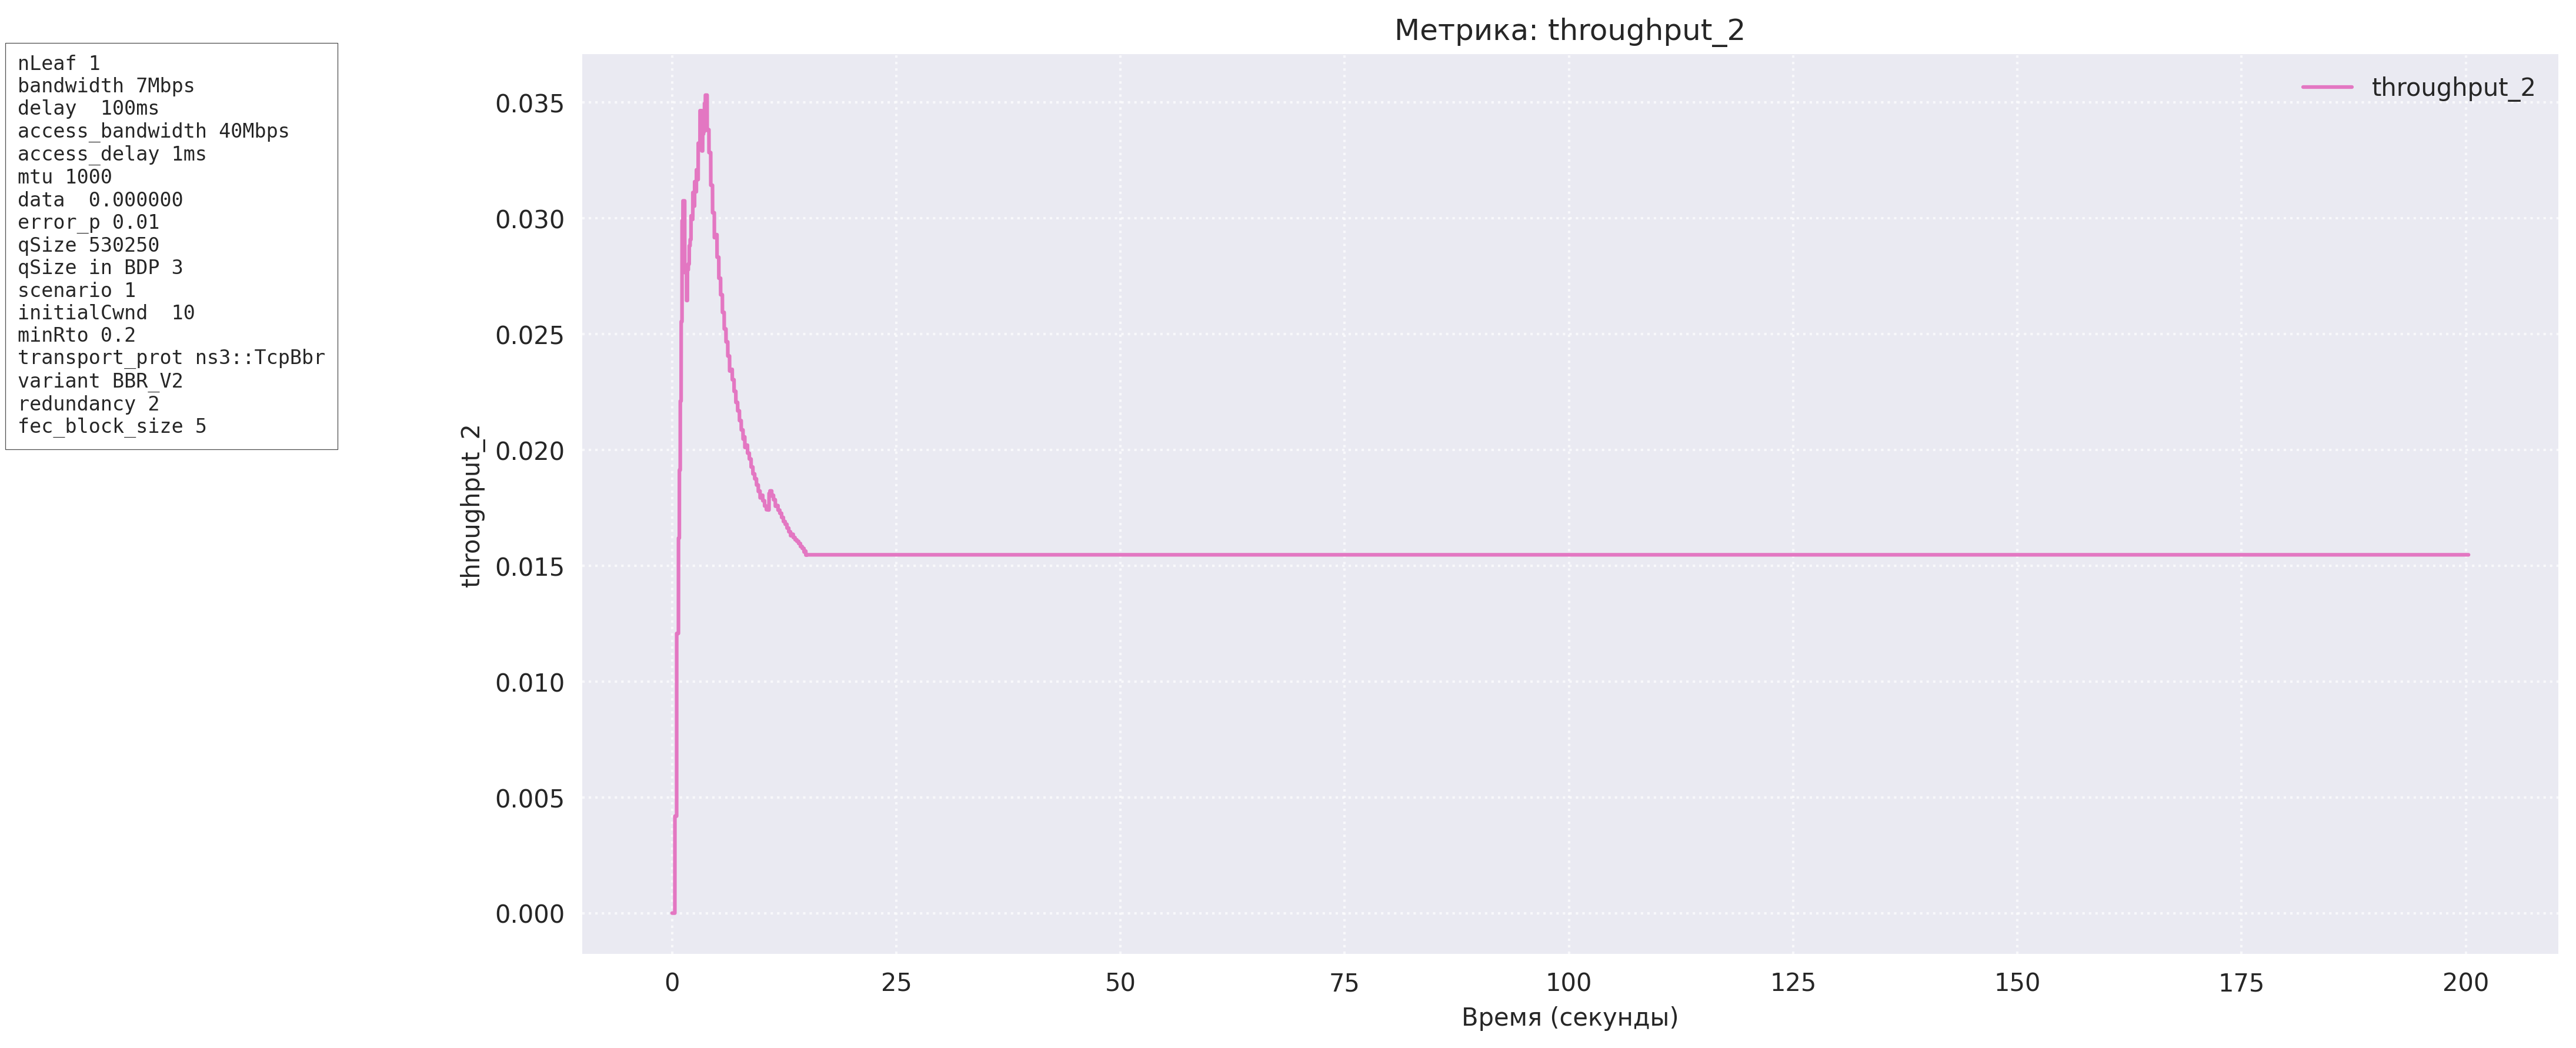 Метрика: throughput_2
nLeaf 1
bandwidth 7Mbps
delay  100ms
access_bandwidth 40Mbps
access_delay 1ms
mtu 1000
data  0.000000
error_p 0.01
qSize 530250
qSize in BDP 3
scenario 1
initialCwnd  10
minRto 0.2
transport_prot ns3::TcpBbr
variant BBR_V2
redundancy 2
fec_block_size 5
throughput_2
throughput_2
0.035
0.030
0.025
0.020
0.015
0.010
0.005
0.000
0 25 50 75 100 125 150 175 200
Время (секунды)